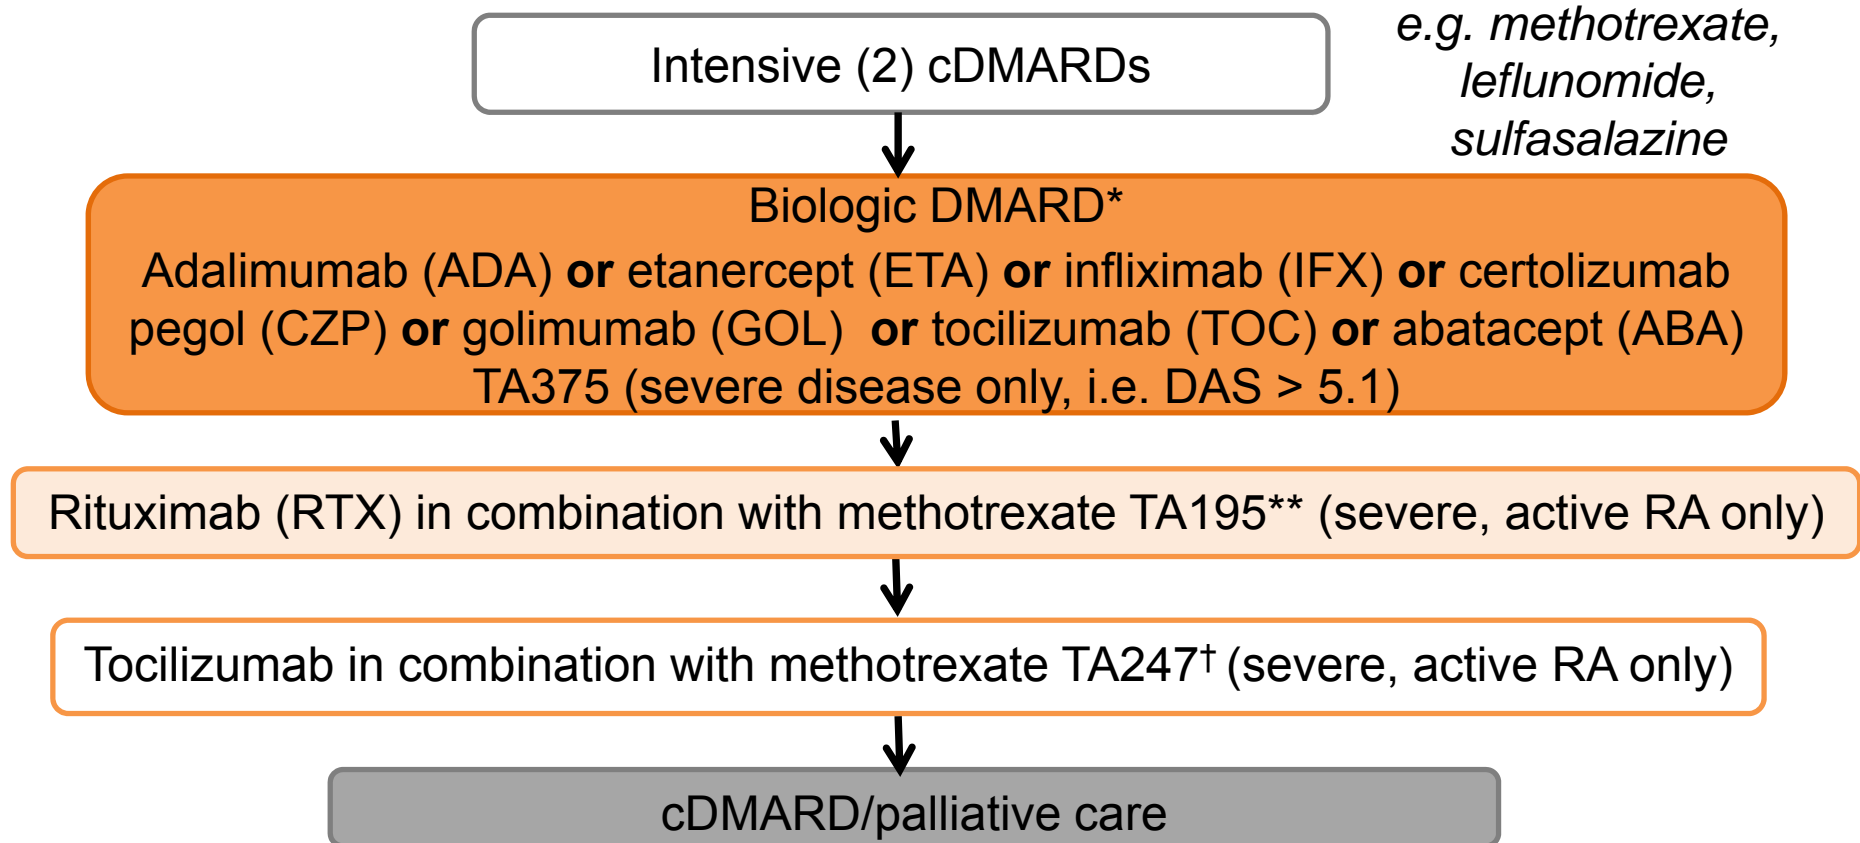 Intensive (2) cDMARDs
e.g. methotrexate,
leflunomide,
sulfasalazine
Biologic DMARD*
Adalimumab (ADA) or etanercept (ETA) or infliximab (IFX) or certolizumab
pegol (CZP) or golimumab (GOL) or tocilizumab (TOC) or abatacept (ABA)
TA375 (severe disease only, i.e. DAS > 5.1)
Rituximab (RTX) in combination with methotrexate TA195** (severe, active RA only)
Tocilizumab in combination with methotrexate TA247† (severe, active RA only)
cDMARD/palliative care